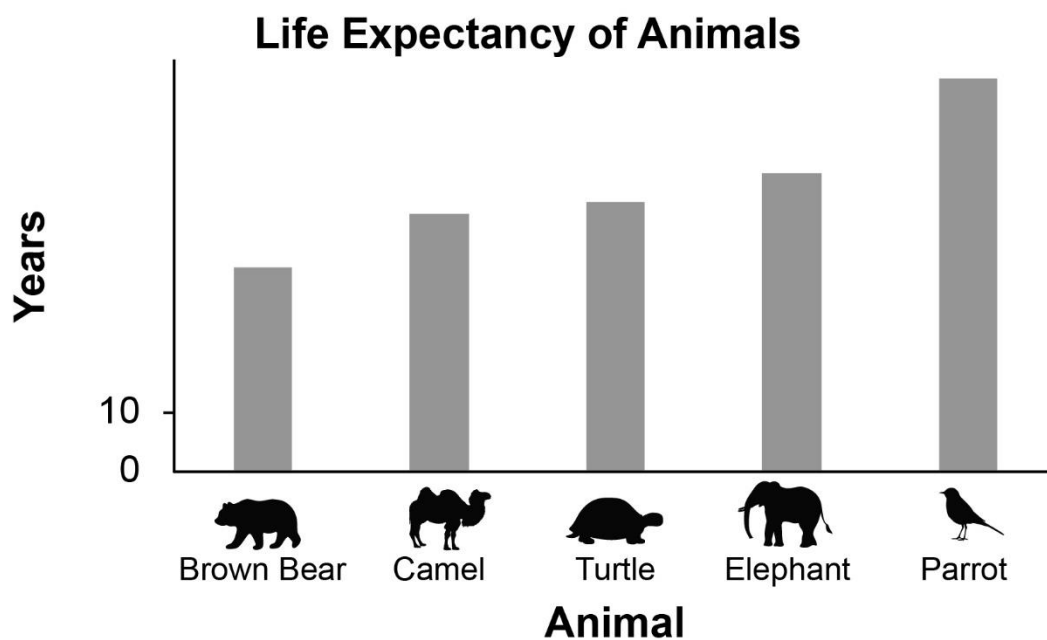 Life Expectancy of Animals
Years
10
0
Brown Bear Camel Turtle Elephant Parrot
Animal